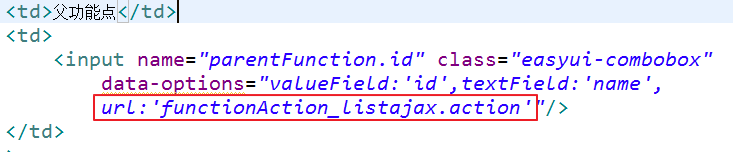 <td>父功能点</td>
<td>
<input name="parentFunction.id" class="easyui-combobox"
data-options="valueField:'id',textField:'name',
url:'functionAction_listajax.action'"/>
</td>